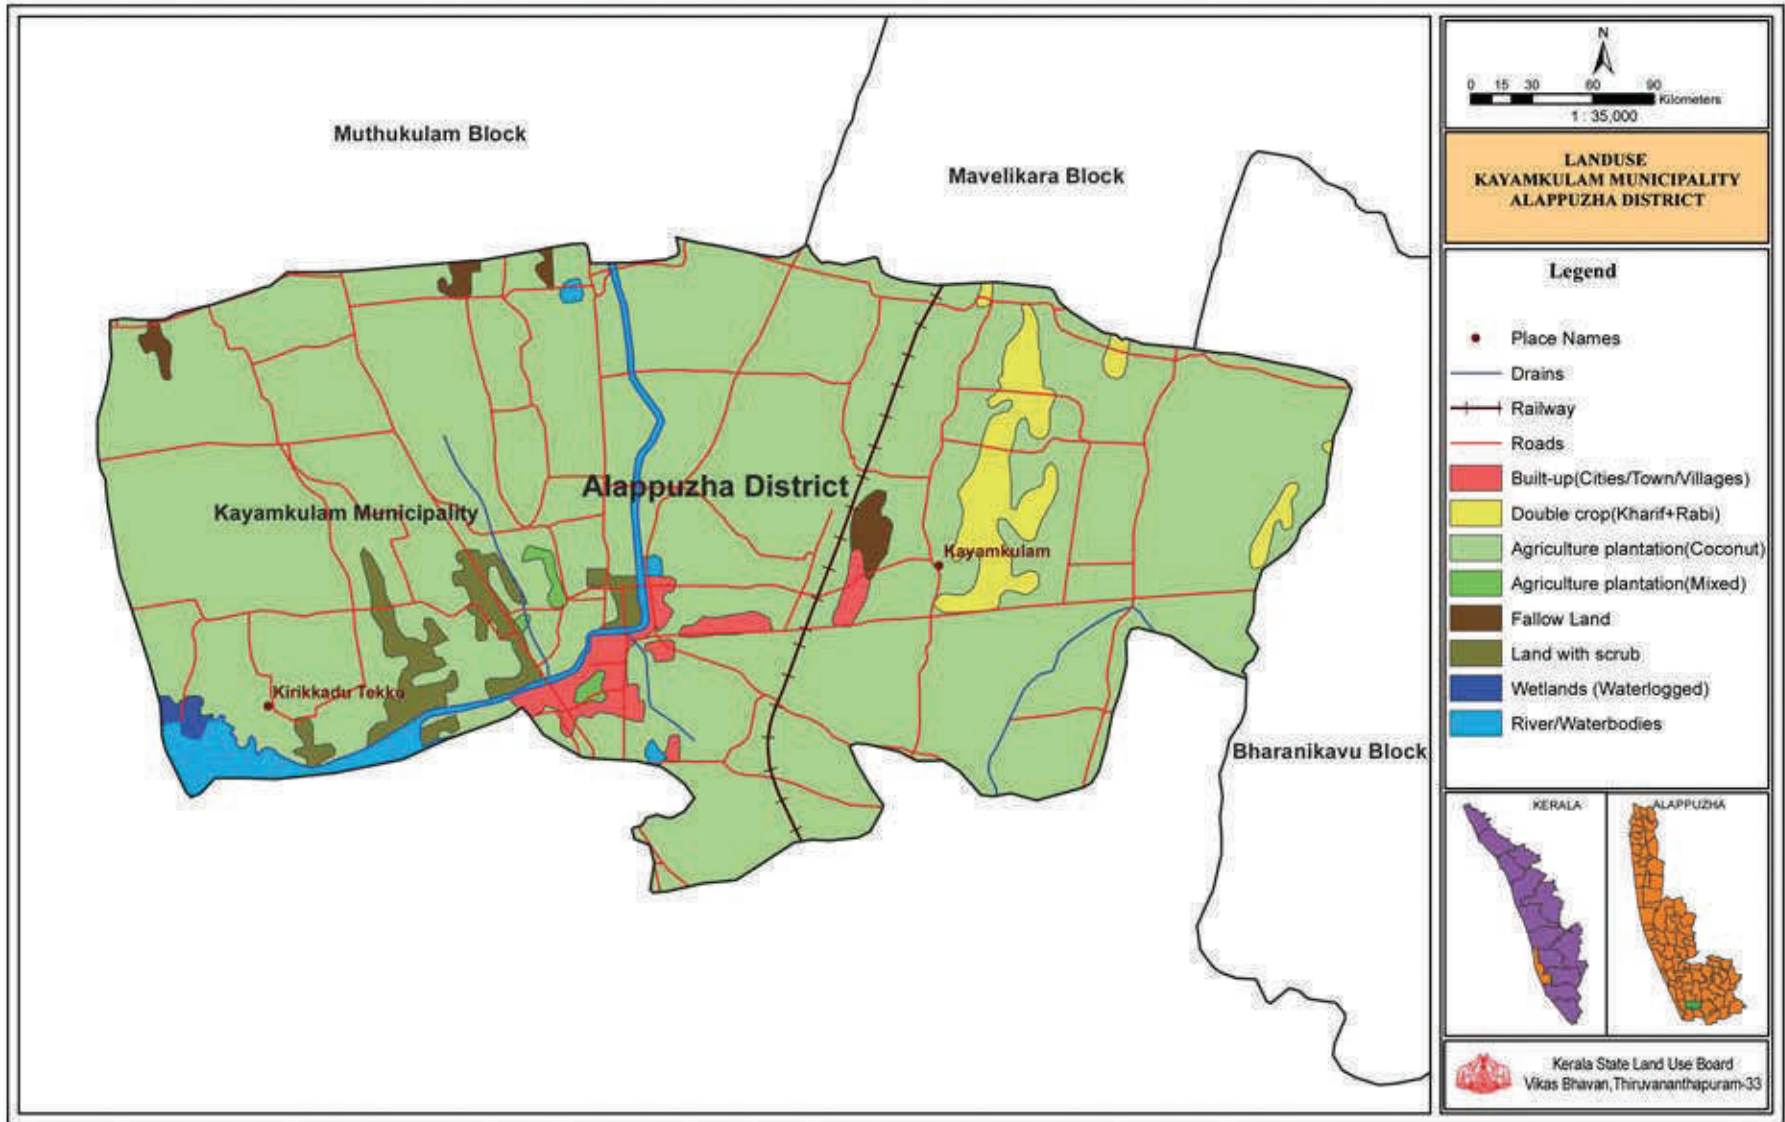 Muthukulam Block
Mavelikara Block
Alappuzha District
Kayamkulam Municipality
Kayamkulam
Kirikkadu Tekku
Bharanikavu Block
N
0 15 30 60 90
Kilometers
1 : 35,000
LANDUSE
KAYAMKULAM MUNICIPALITY
ALAPPUZHA DISTRICT
Legend
Place Names
Drains
Railway
Roads
Built-up(Cities/Town/Villages)
Double crop(Kharif+Rabi)
Agriculture plantation(Coconut)
Agriculture plantation(Mixed)
Fallow Land
Land with scrub
Wetlands (Waterlogged)
River/Waterbodies
KERALA
ALAPPUZHA
Kerala State Land Use Board
Vikas Bhavan,Thiruvananthapuram-33